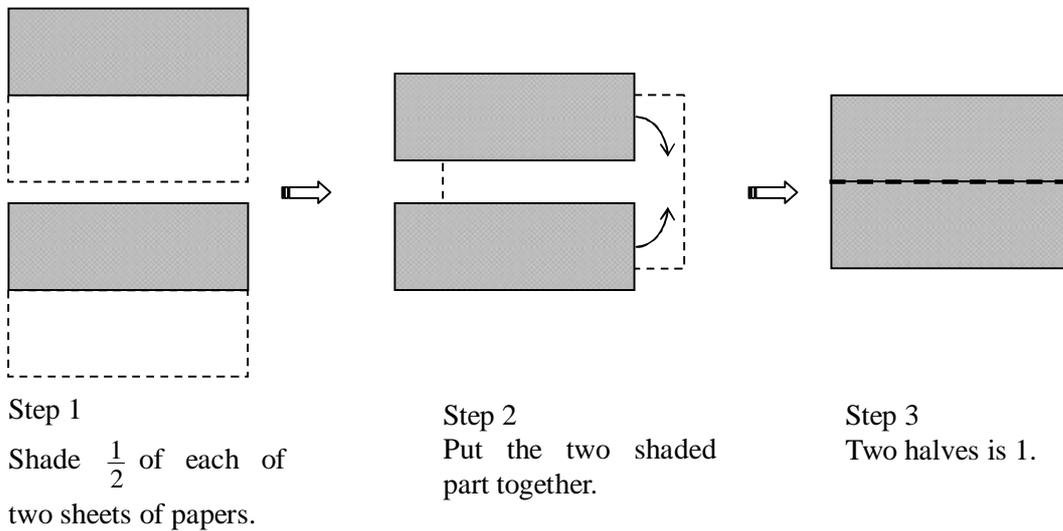 Step 1
Shade 1/2 of each of
two sheets of papers.
Step 2
Put the two shaded
part together.
Step 3
Two halves is 1.